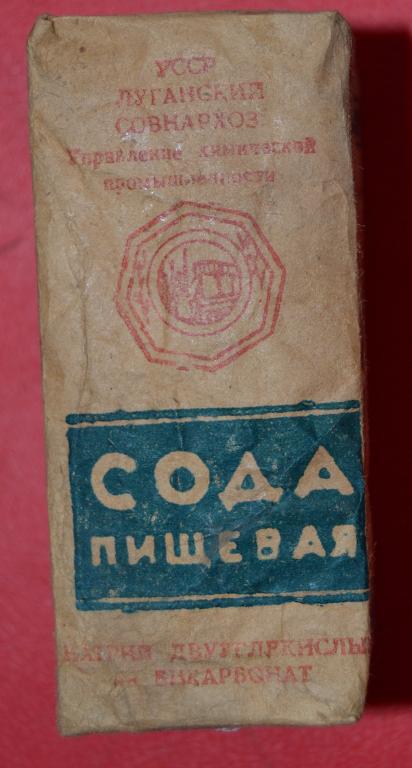 УССР
ЛУГАНСКИЙ
СОВНАРХОЗ
Управление химической
промышленности
СОДА
ПИЩЕВАЯ
НАТРИЙ ДВУУГЛЕКИСЛЫЙ
БИКАРБОНАТ